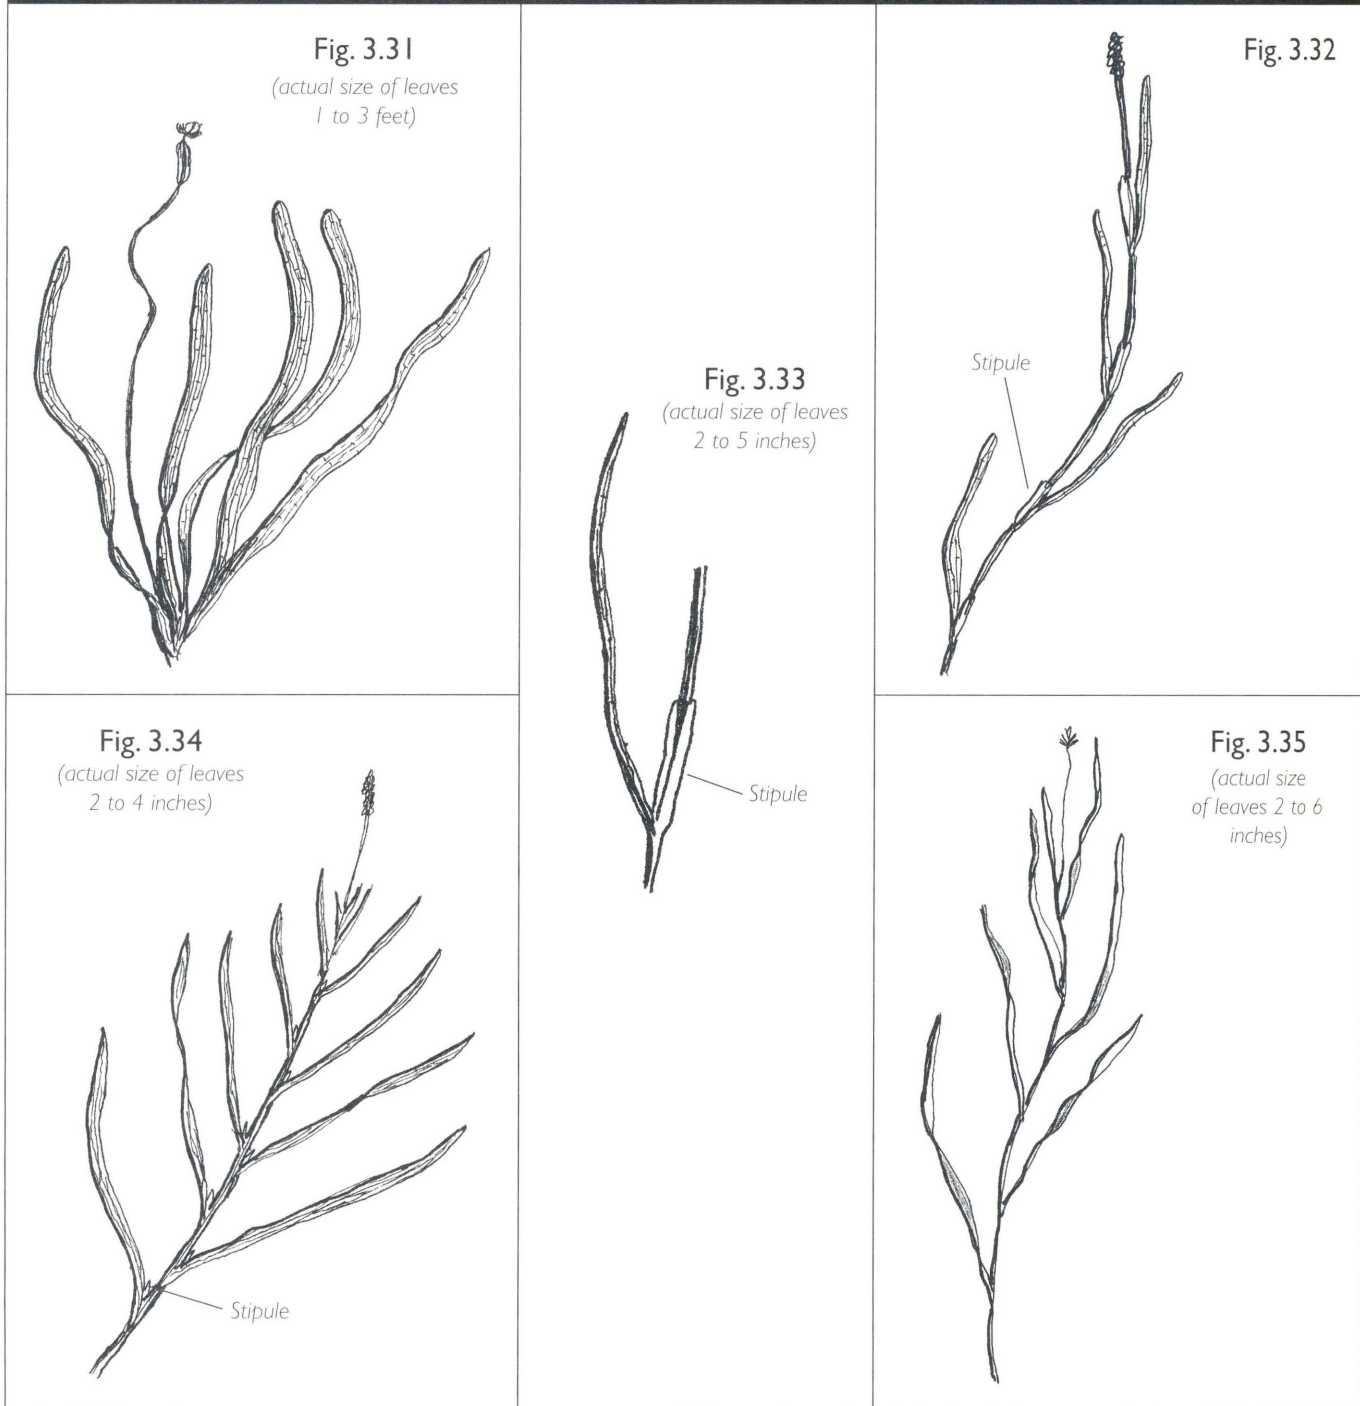 Fig. 3.31
(actual size of leaves
1 to 3 feet)
Fig. 3.32
Stipule
Fig. 3.33
(actual size of leaves
2 to 5 inches)
Stipule
Fig. 3.34
(actual size of leaves
2 to 4 inches)
Stipule
Fig. 3.35
(actual size
of leaves 2 to 6
inches)